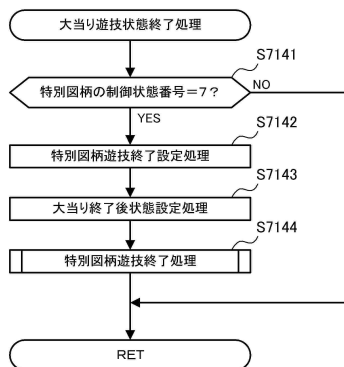 大当り遊技状態終了処理
S7141
特別図柄の制御状態番号=7?
NO
YES
S7142
特別図柄遊技終了設定処理
S7143
大当り終了後状態設定処理
S7144
特別図柄遊技終了処理
RET